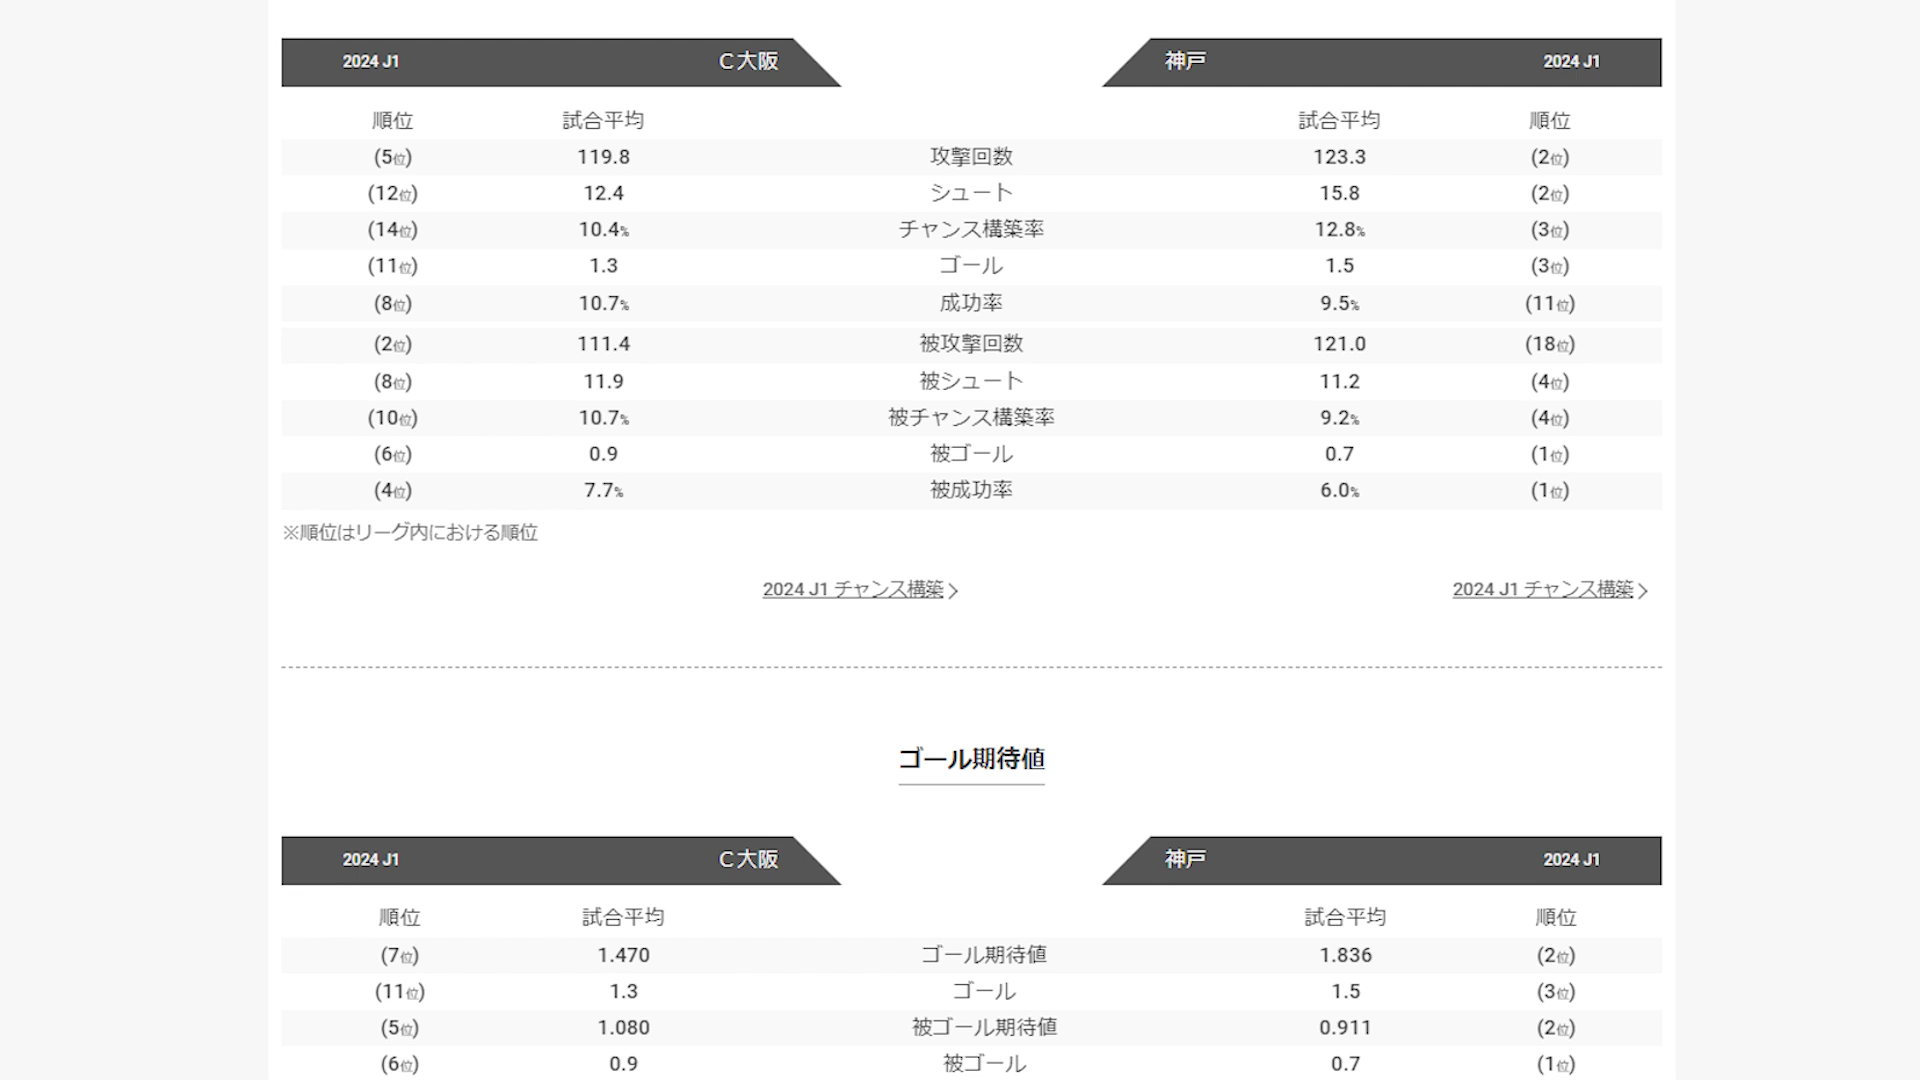 2024 J1 C大阪 神戸 2024 J1
順位 試合平均 試合平均 順位
(5位) 119.8 攻撃回数 123.3 (2位)
(12位) 12.4 シュート 15.8 (2位)
(14位) 10.4% チャンス構築率 12.8% (3位)
(11位) 1.3 ゴール 1.5 (3位)
(8位) 10.7% 成功率 9.5% (11位)
(2位) 111.4 被攻撃回数 121.0 (18位)
(8位) 11.9 被シュート 11.2 (4位)
(10位) 10.7% 被チャンス構築率 9.2% (4位)
(6位) 0.9 被ゴール 0.7 (1位)
(4位) 7.7% 被成功率 6.0% (1位)
※順位はリーグ内における順位
2024 J1 チャンス構築 2024 J1 チャンス構築
ゴール期待値
2024 J1 C大阪 神戸 2024 J1
順位 試合平均 試合平均 順位
(7位) 1.470 ゴール期待値 1.836 (2位)
(11位) 1.3 ゴール 1.5 (3位)
(5位) 1.080 被ゴール期待値 0.911 (2位)
(6位) 0.9 被ゴール 0.7 (1位)